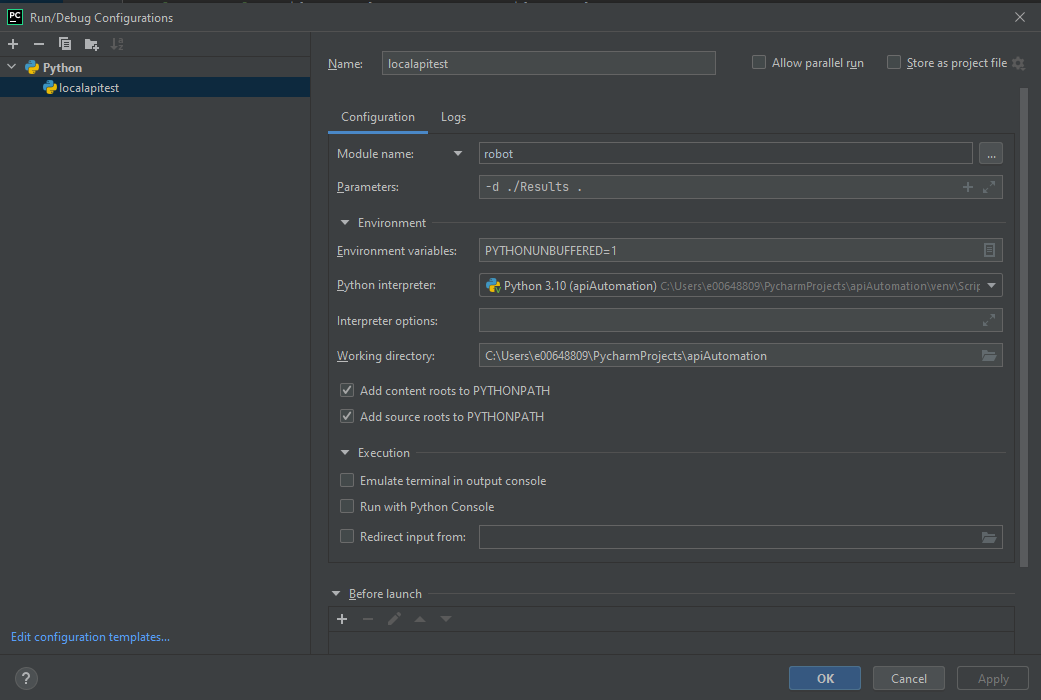 PC Run/Debug Configurations
Python
localapitest
Name: localapitest Allow parallel run Store as project file
Configuration Logs
Module name: robot ...
Parameters: -d ./Results .
Environment
Environment variables: PYTHONUNBUFFERED=1
Python interpreter: Python 3.10 (apiAutomation) C:\Users\e00648809\PycharmProjects\apiAutomation\venv\Scrip
Interpreter options:
Working directory: C:\Users\e00648809\PycharmProjects\apiAutomation
Add content roots to PYTHONPATH
Add source roots to PYTHONPATH
Execution
Emulate terminal in output console
Run with Python Console
Redirect input from:
Before launch
Edit configuration templates...
? OK Cancel Apply